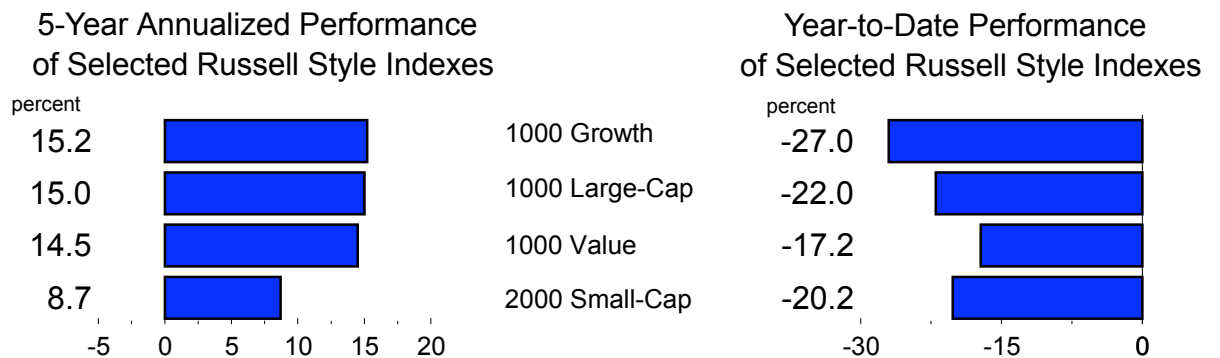 5-Year Annualized Performance
of Selected Russell Style Indexes
percent
15.2
15.0
14.5
8.7
-5 0 5 10 15 20
1000 Growth
1000 Large-Cap
1000 Value
2000 Small-Cap
Year-to-Date Performance
of Selected Russell Style Indexes
percent
-27.0
-22.0
-17.2
-20.2
-30 -15 0